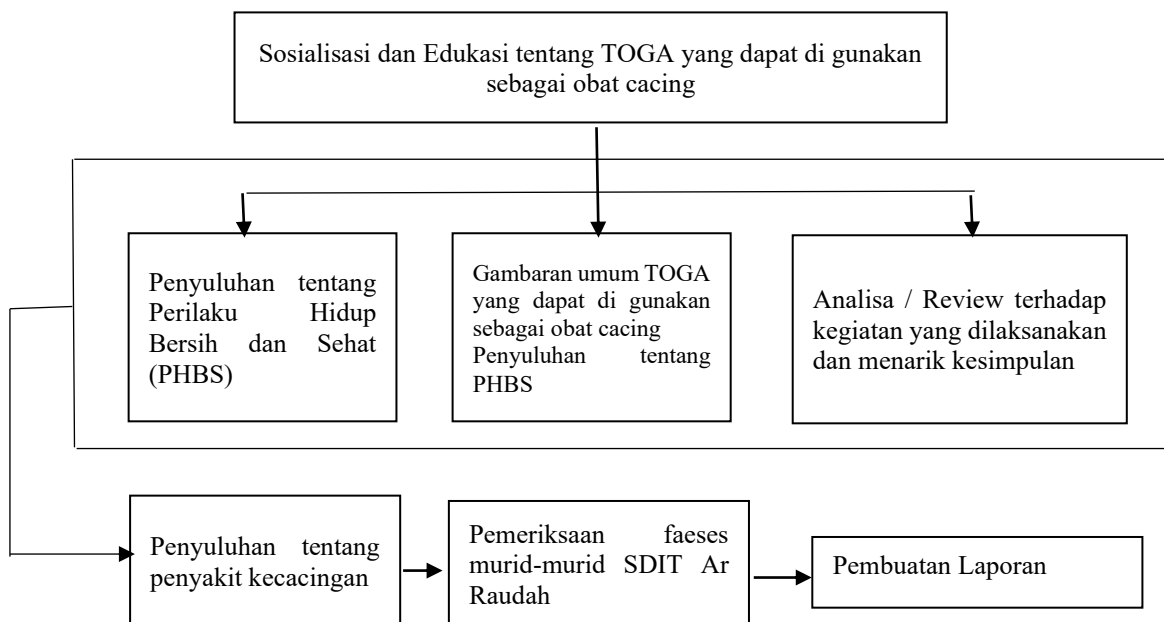 Sosialisasi dan Edukasi tentang TOGA yang dapat di gunakan
sebagai obat cacing
Penyuluhan tentang
Perilaku Hidup
Bersih dan Sehat
(PHBS)
Gambaran umum TOGA
yang dapat di gunakan
sebagai obat cacing
Penyuluhan tentang
PHBS
Analisa / Review terhadap
kegiatan yang dilaksanakan
dan menarik kesimpulan
Penyuluhan tentang
penyakit kecacingan
Pemeriksaan faeses
murid-murid SDIT Ar
Raudah
Pembuatan Laporan